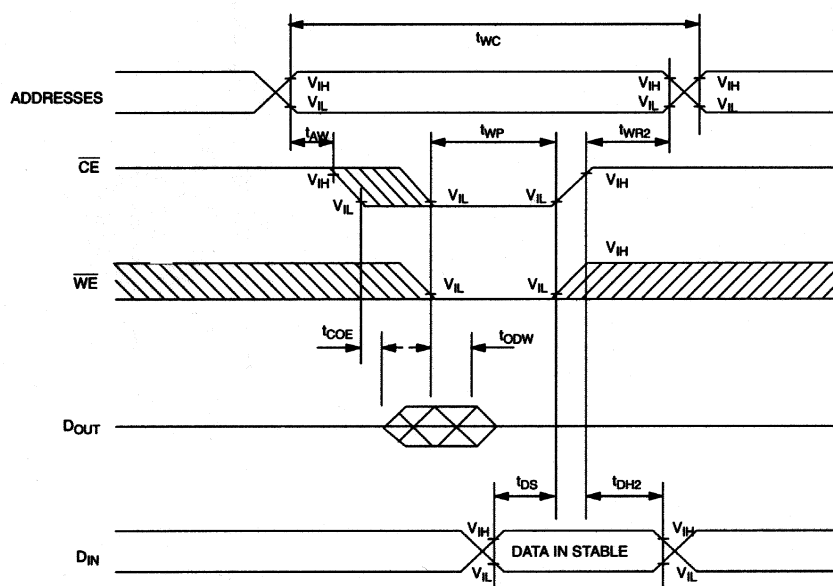 tWC
ADDRESSES
VIH
VIL
VIH
VIL
VIH
VIL
tAW
tWP
tWR2
CE
VIH
VIL
VIL
VIL
VIH
WE
VIL
VIL
VIH
tCOE
tODW
DOUT
tDS
tDH2
DIN
VIH
VIL
DATA IN STABLE
VIH
VIL